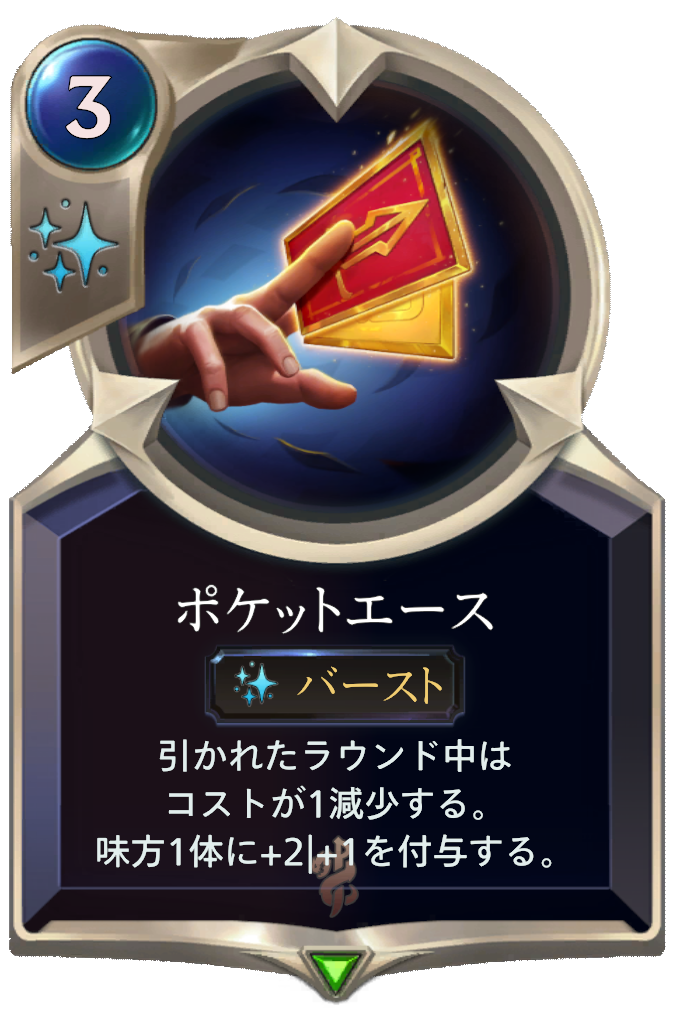 3
ポケットエース
バースト
引かれたラウンド中は
コストが1減少する。
味方1体に+2|+1を付与する。